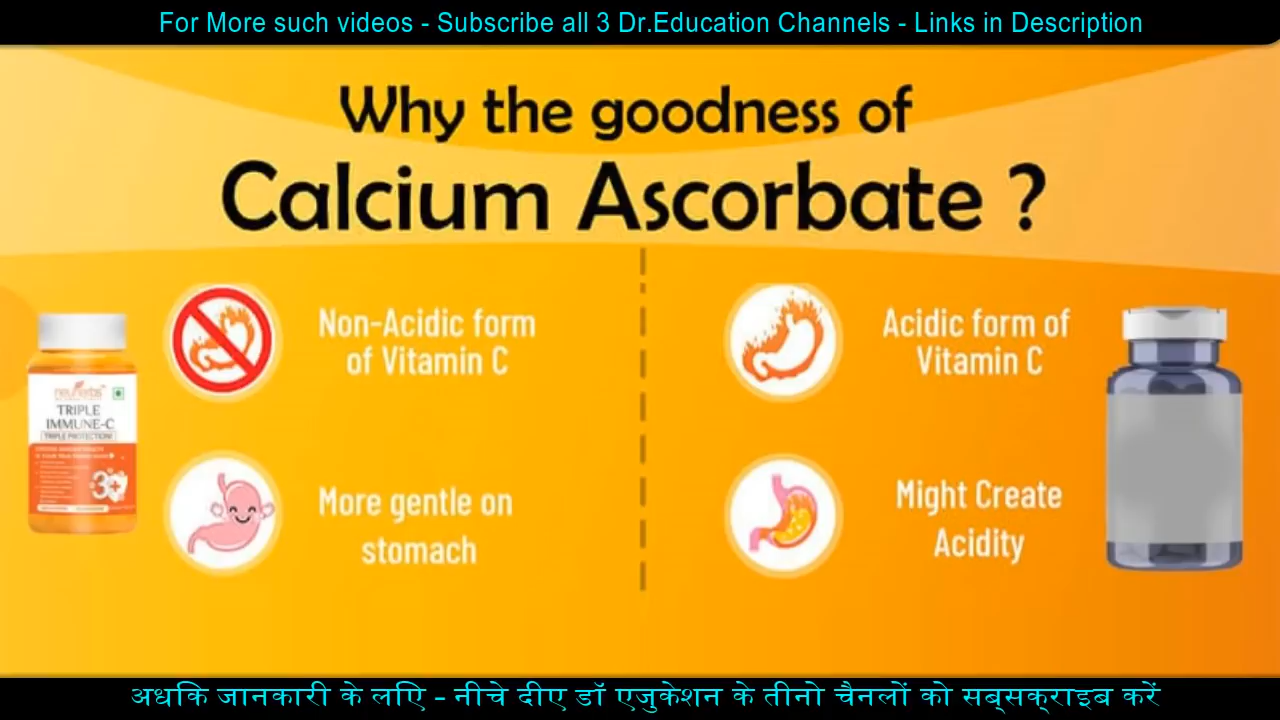 For More such videos - Subscribe all 3 Dr.Education Channels - Links in Description
Why the goodness of
Calcium Ascorbate ?
Non-Acidic form
of Vitamin C
More gentle on
stomach
Acidic form of
Vitamin C
Might Create
Acidity
neuherbs
TRIPLE
IMMUNE-C
TRIPLE PROTECTION
3+
अधकि जानकारी के लएि - नीचे दीए डॉ एजुकेशन के तीनो चैनलों को सब्सक्राइब करें